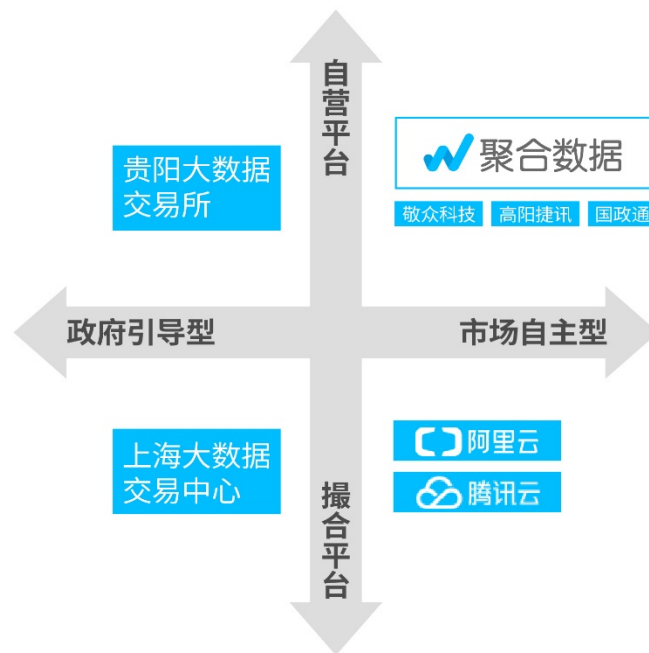 自营平台
贵阳大数据
交易所
聚合数据
敬众科技 高阳捷讯 国政通
政府引导型 市场自主型
上海大数据
交易中心
阿里云
腾讯云
撮合平台